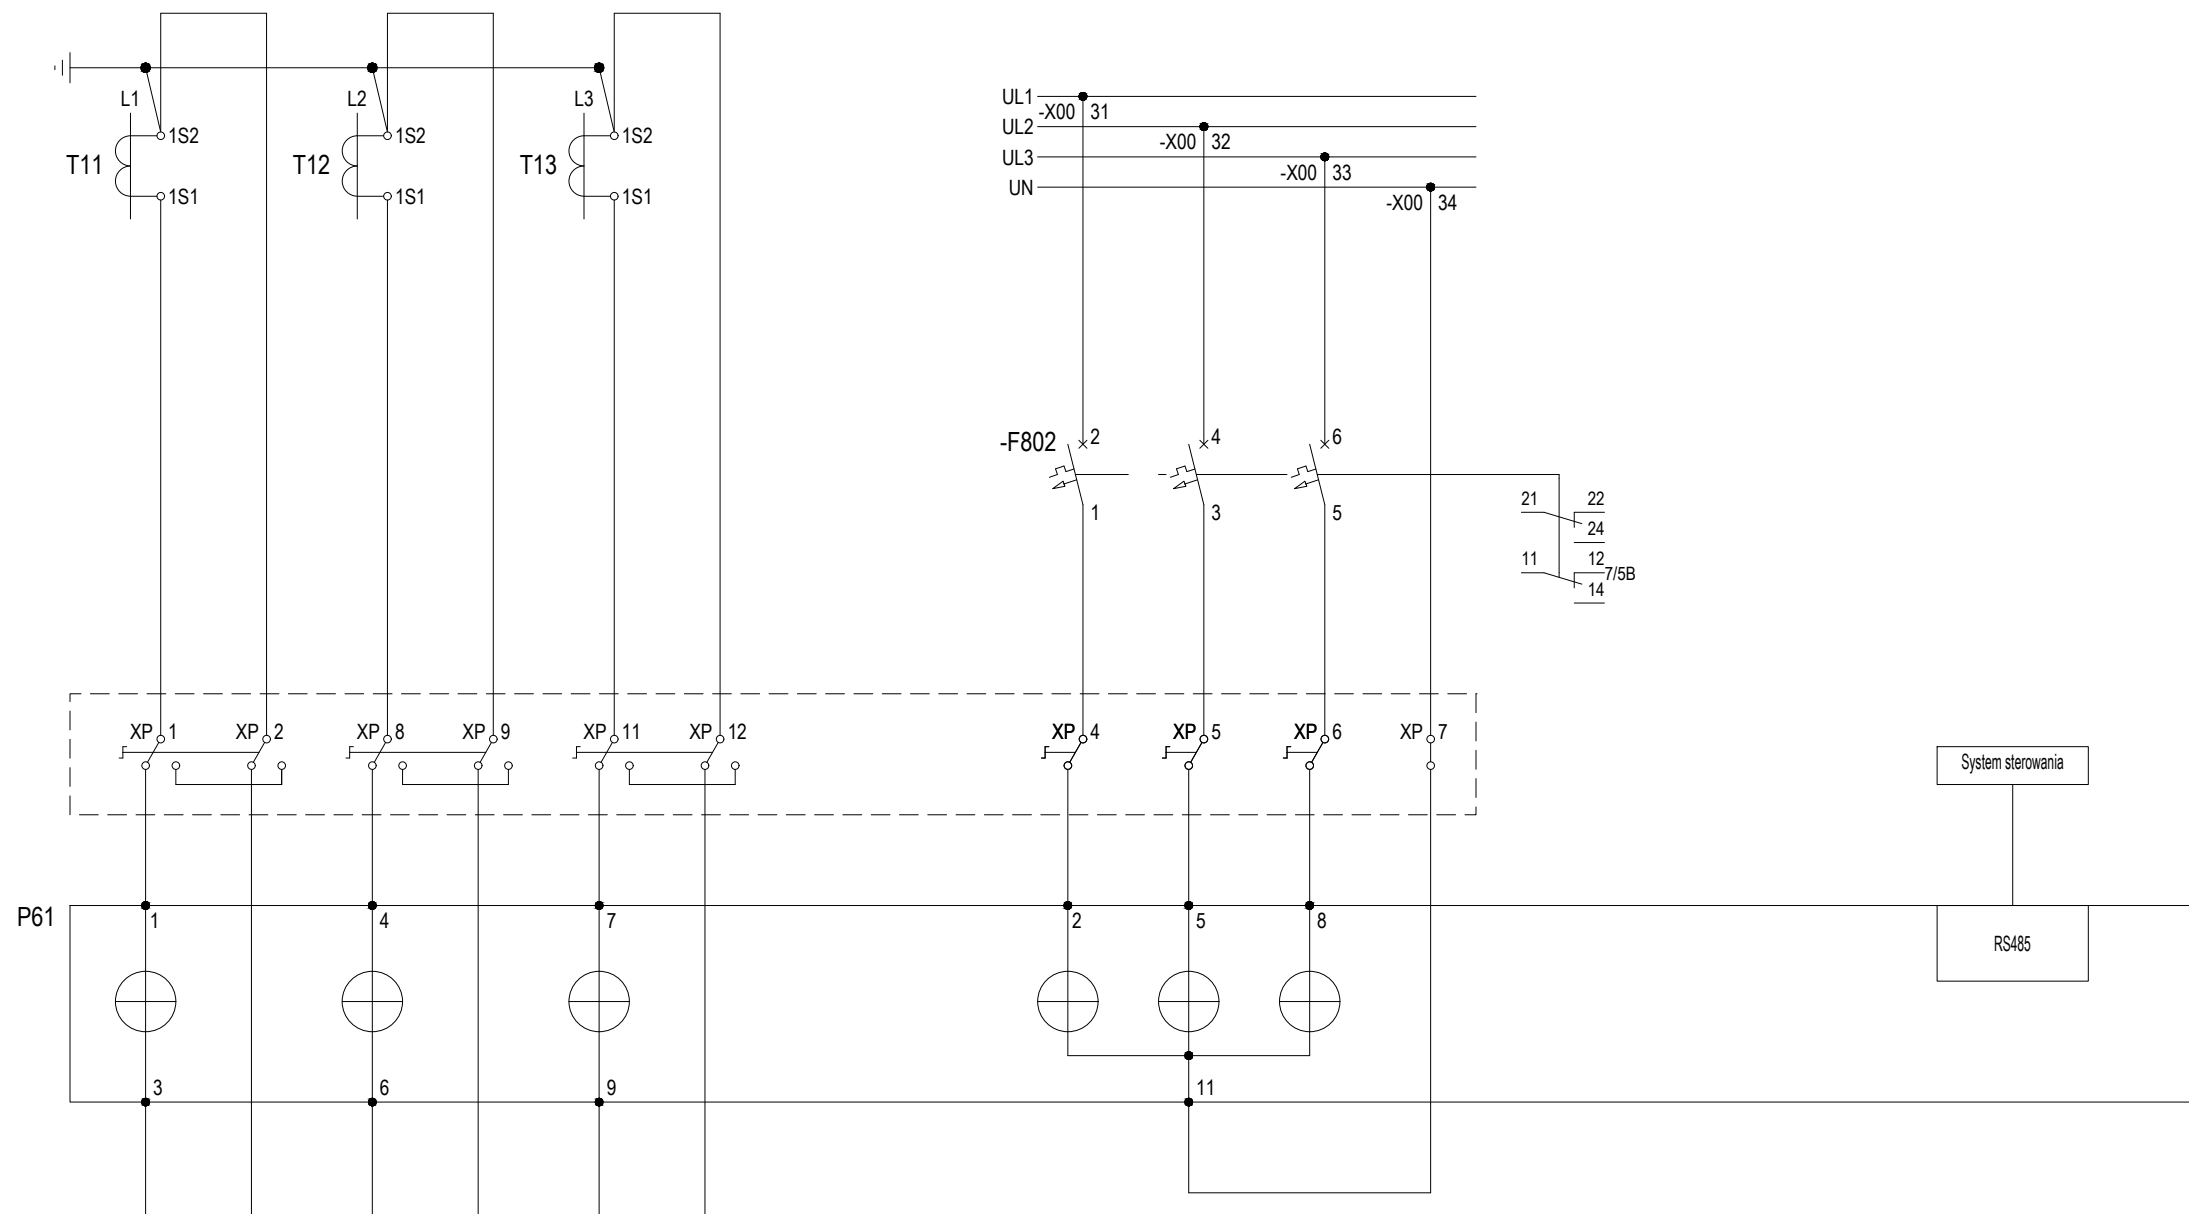 L1 L2 L3
1S2 1S2 1S2
T11 T12 T13
1S1 1S1 1S1
UL1
-X00 31
UL2
-X00 32
UL3
-X00 33
UN
-X00 34
-F802 2 4 6
1 3 5
21 22
24
11 12
7/5B
14
XP 1 XP 2 XP 8 XP 9 XP 11 XP 12 XP 4 XP 5 XP 6 XP 7
System sterowania
P61
1 4 7 2 5 8
RS485
3 6 9 11